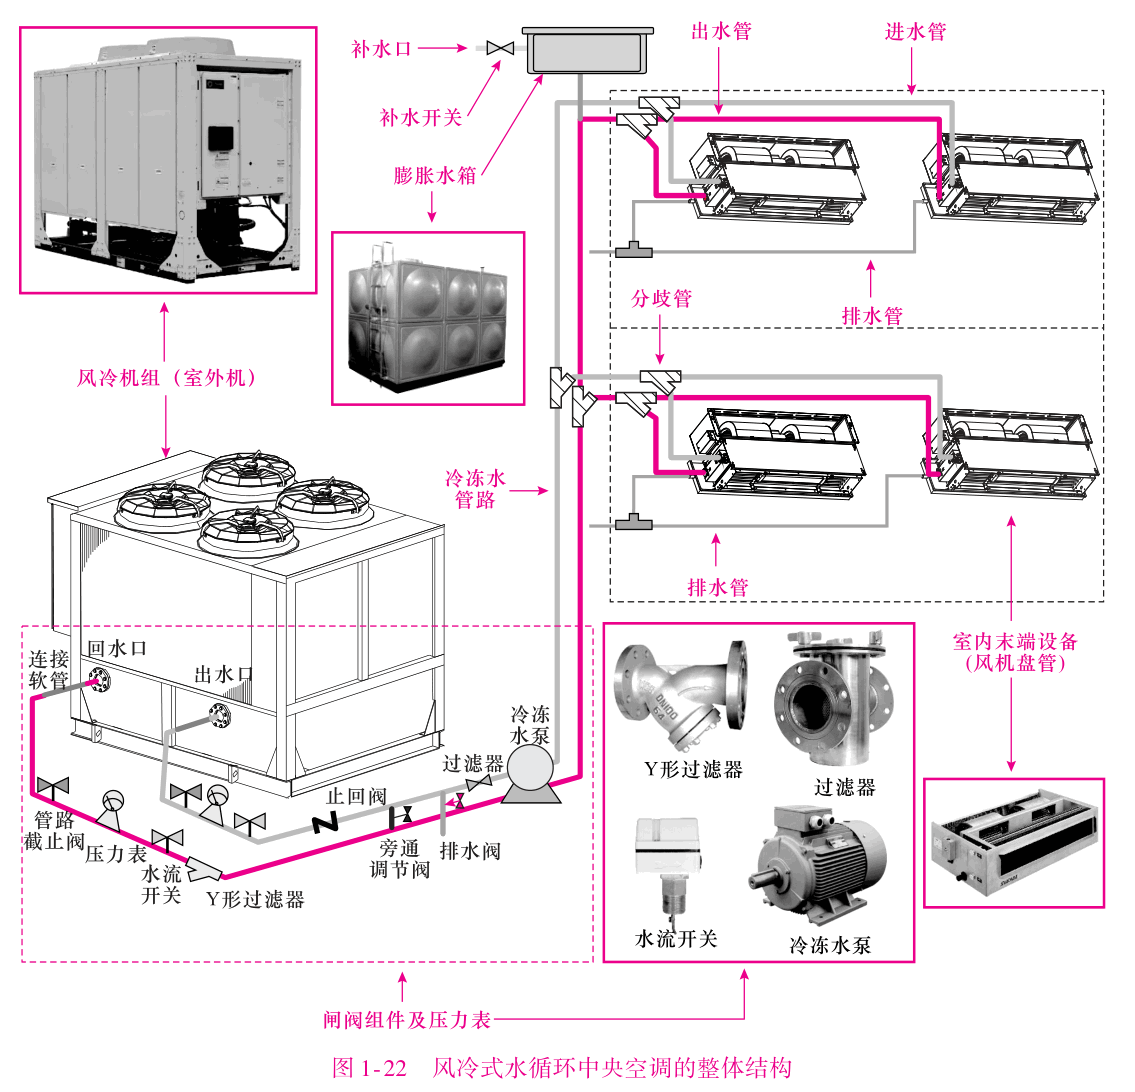 补水口
出水管
进水管
补水开关
膨胀水箱
分歧管
排水管
风冷机组（室外机）
冷冻水
管路
排水管
室内末端设备
(风机盘管)
回水口
连接
软管
出水口
冷冻
水泵
过滤器
止回阀
管路
截止阀
压力表
水流
开关
Y形过滤器
旁通
调节阀
排水阀
Y形过滤器
过滤器
水流开关
冷冻水泵
闸阀组件及压力表
图 1-22 风冷式水循环中央空调的整体结构